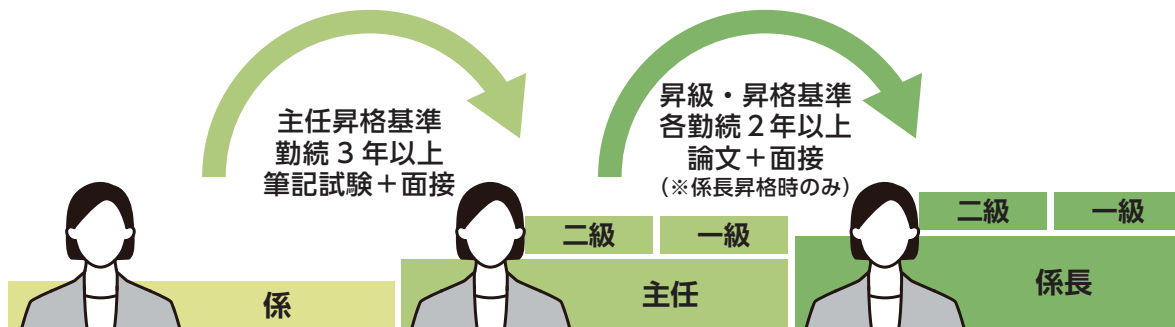 主任昇格基準
勤続３年以上
筆記試験＋面接
昇級・昇格基準
各勤続２年以上
論文＋面接
（※係長昇格時のみ）
係
二級
一級
主任
二級
一級
係長